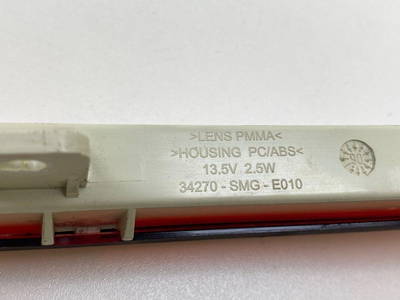 >LENS PMMA<
>HOUSING PC/ABS<
13.5V 2.5W
34270-SMG-E010